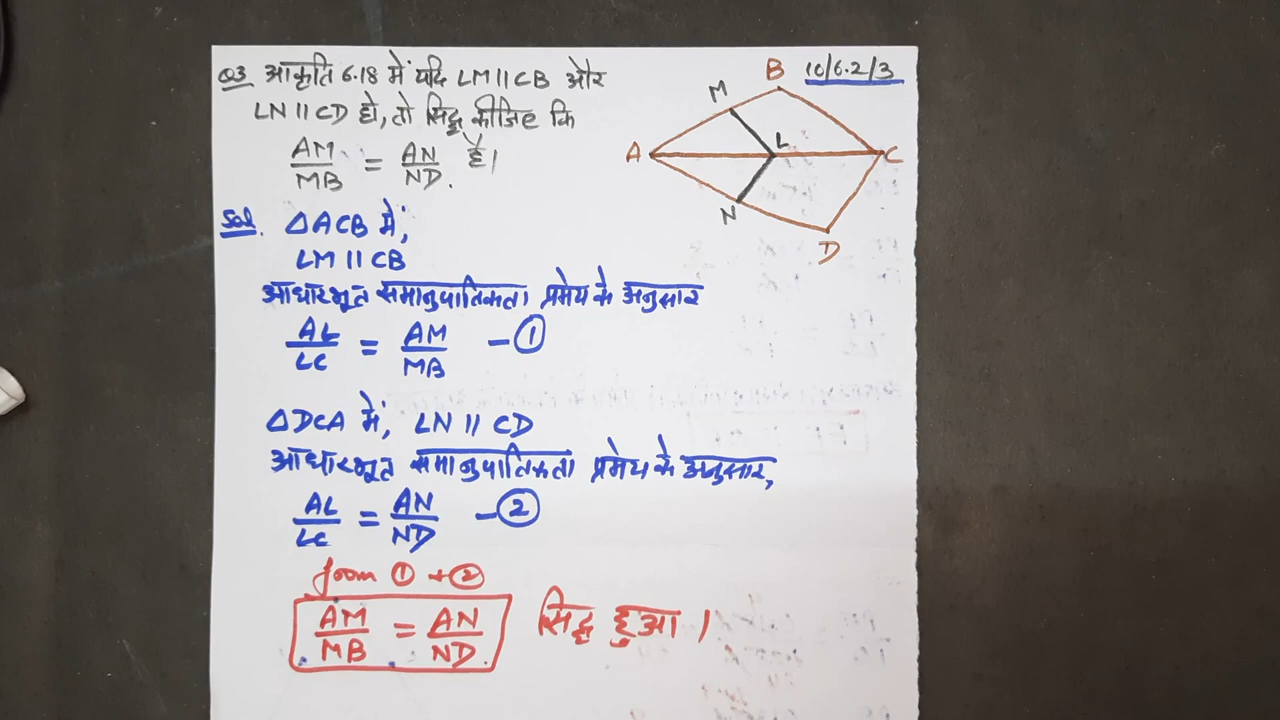 Q3 आकृति 6.18 में यदि LM || CB और
LN || CD हो, तो सिद्ध कीजिए कि
AM/MB = AN/ND. है।
10/6.2/3
B
M
A
L
C
N
D
Sol. △ACB में,
LM || CB
आधारभूत समानुपातिकता प्रमेय के अनुसार
AL/LC = AM/MB - ①
△DCA में, LN || CD
आधारभूत समानुपातिकता प्रमेय के अनुसार,
AL/LC = AN/ND - ②
from ① + ②
AM/MB = AN/ND. सिद्ध हुआ।